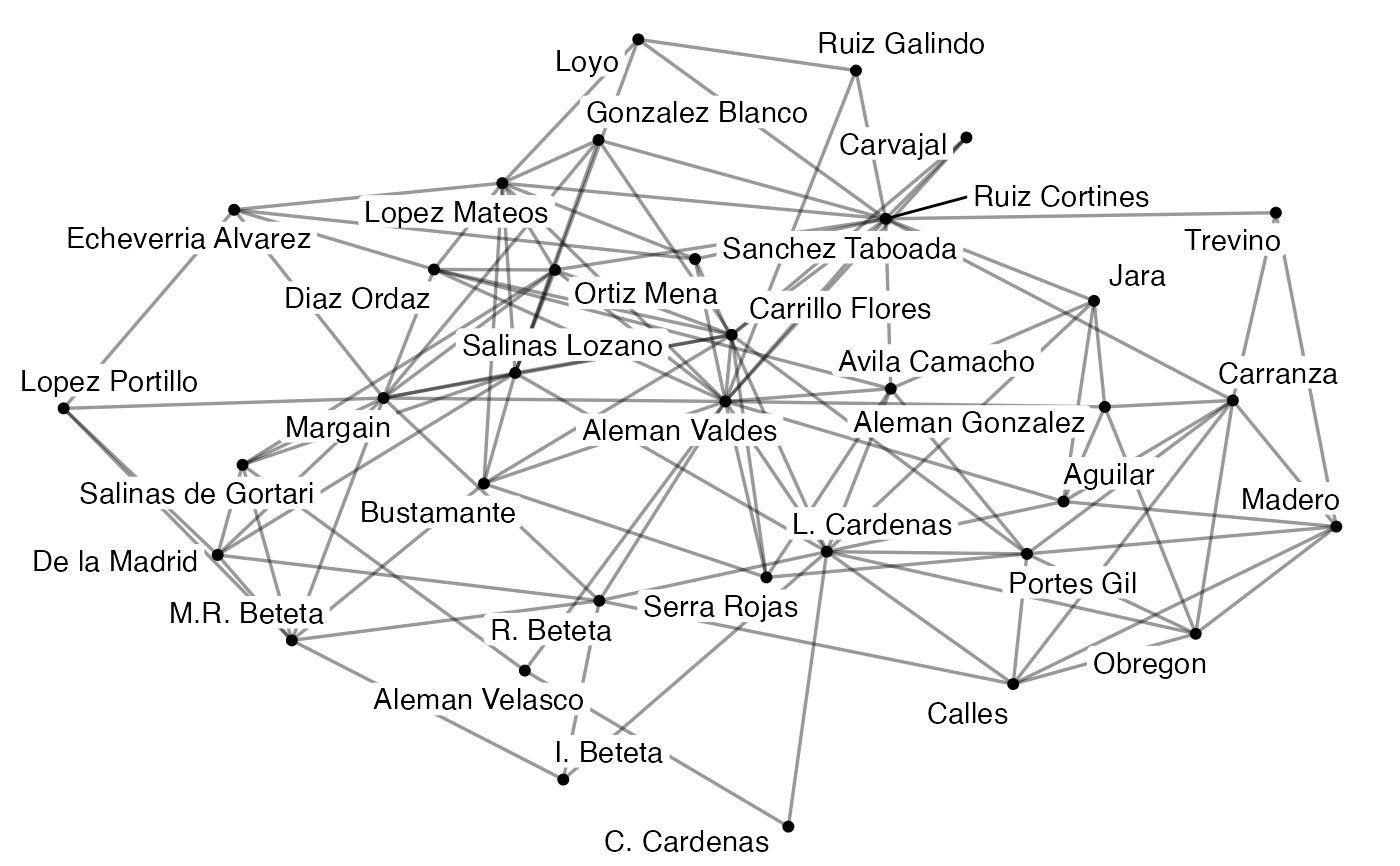 Ruiz Galindo
Loyo
Gonzalez Blanco
Carvajal
Ruiz Cortines
Lopez Mateos
Echeverria Alvarez
Trevino
Sanchez Taboada
Jara
Diaz Ordaz
Ortiz Mena
Carrillo Flores
Salinas Lozano
Avila Camacho
Carranza
Lopez Portillo
Margain
Aleman Valdes
Aleman Gonzalez
Aguilar
Salinas de Gortari
Madero
Bustamante
L. Cardenas
De la Madrid
Portes Gil
M.R. Beteta
Serra Rojas
R. Beteta
Obregon
Aleman Velasco
Calles
I. Beteta
C. Cardenas